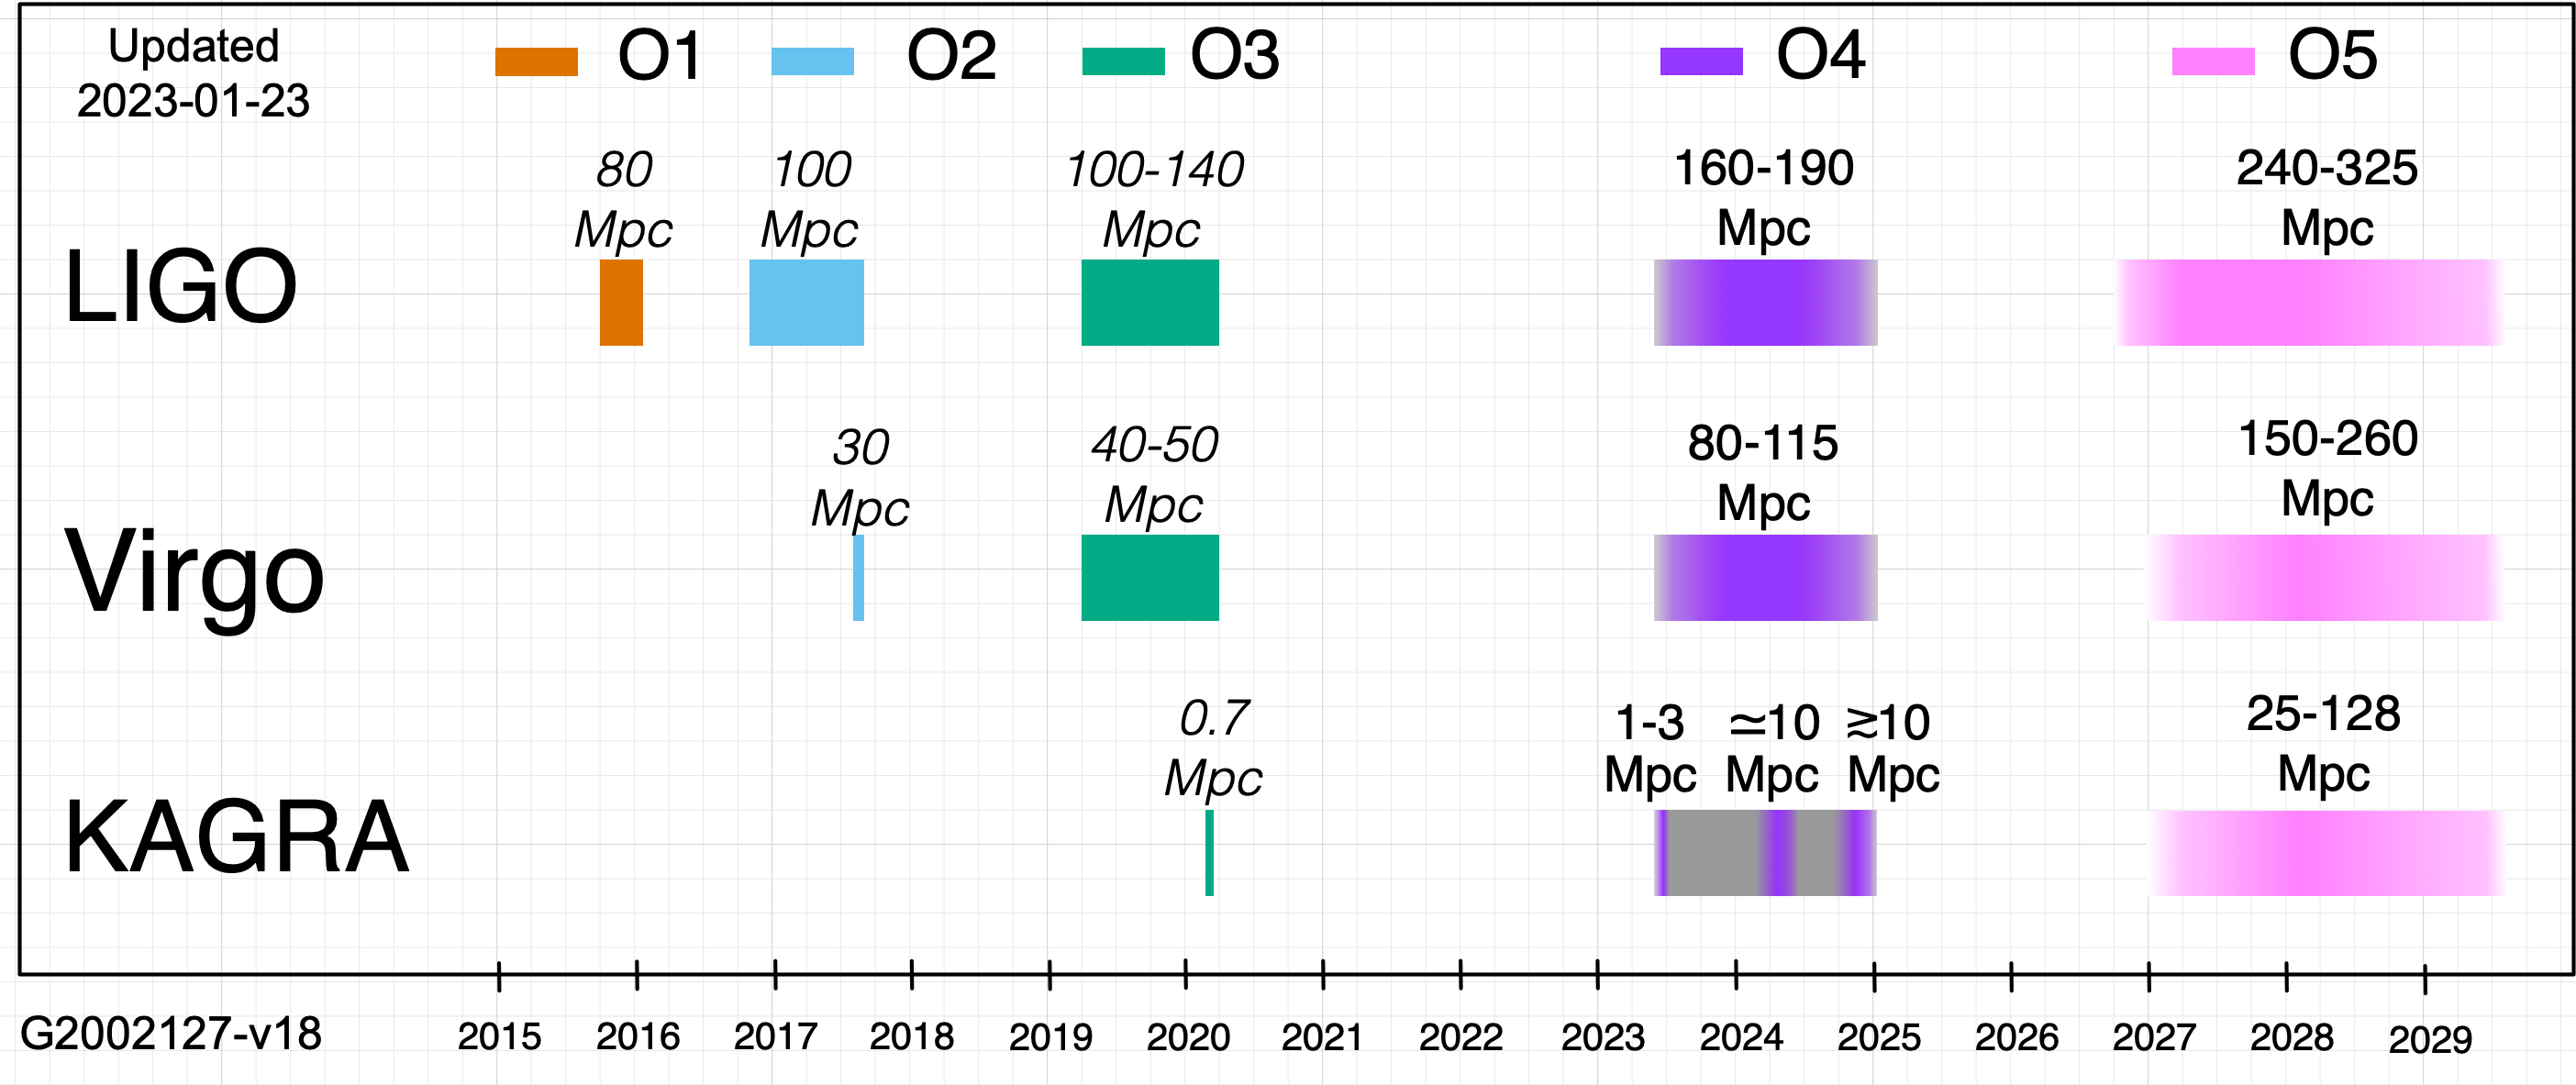 Updated
2023-01-23
O1 O2 O3 O4 O5
80 100 100-140 160-190 240-325
Mpc Mpc Mpc Mpc Mpc
LIGO
30 40-50 80-115 150-260
Mpc Mpc Mpc Mpc
Virgo
0.7 1-3 ≃10 ≳10 25-128
Mpc Mpc Mpc Mpc Mpc
KAGRA
G2002127-v18 2015 2016 2017 2018 2019 2020 2021 2022 2023 2024 2025 2026 2027 2028 2029